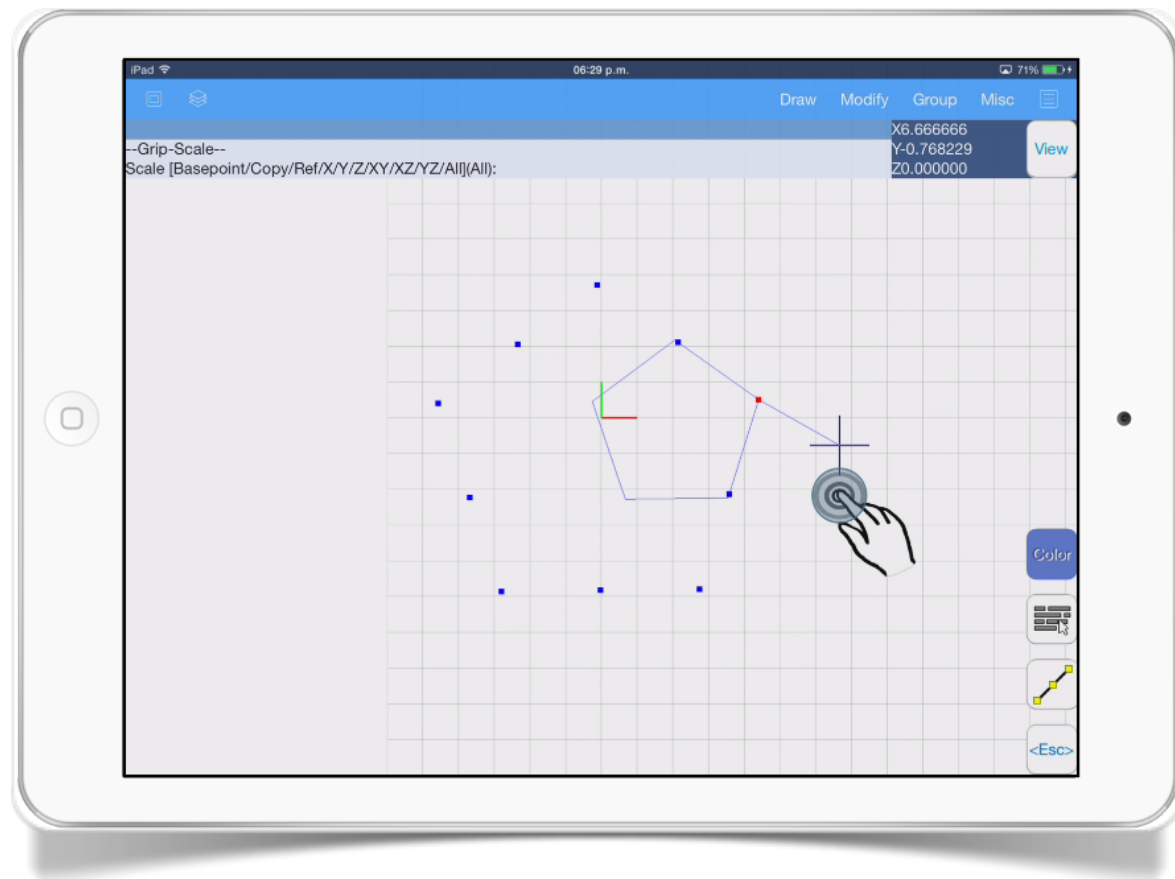 iPad 06:29 p.m. 71%
Draw Modify Group Misc
X6.666666
--Grip-Scale--
Y-0.768229
View
Scale [Basepoint/Copy/Ref/X/Y/Z/XY/XZ/YZ/All](All):
Z0.000000
Color
<Esc>